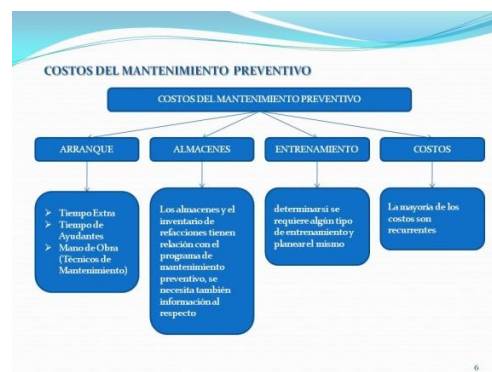 COSTOS DEL MANTENIMIENTO PREVENTIVO
COSTOS DEL MANTENIMIENTO PREVENTIVO
ARRANQUE
ALMACENES
ENTRENAMIENTO
COSTOS
Tiempo Extra
Tiempo de
Ayudantes
Mano de Obra
(Técnicos de
Mantenimiento)
Los almacenes y el
inventario de
refacciones tienen
relación con el
programa de
mantenimiento
preventivo, se
necesita también
información al
respecto
determinar si se
requiere algún tipo
de entrenamiento y
planear el mismo
La mayoría de los
costos son
recurrentes
6